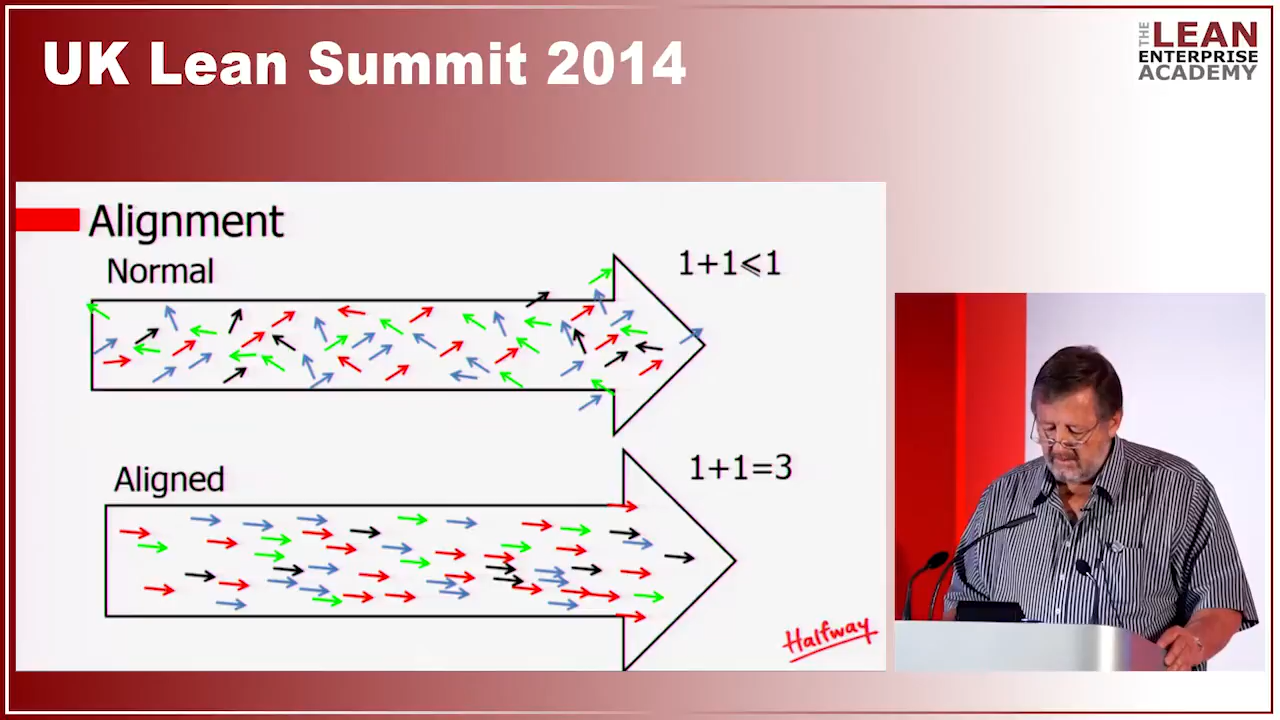 UK Lean Summit 2014
THE
LEAN
ENTERPRISE
ACADEMY
Alignment
Normal
1+1⩽1
Aligned
1+1=3
Halfway